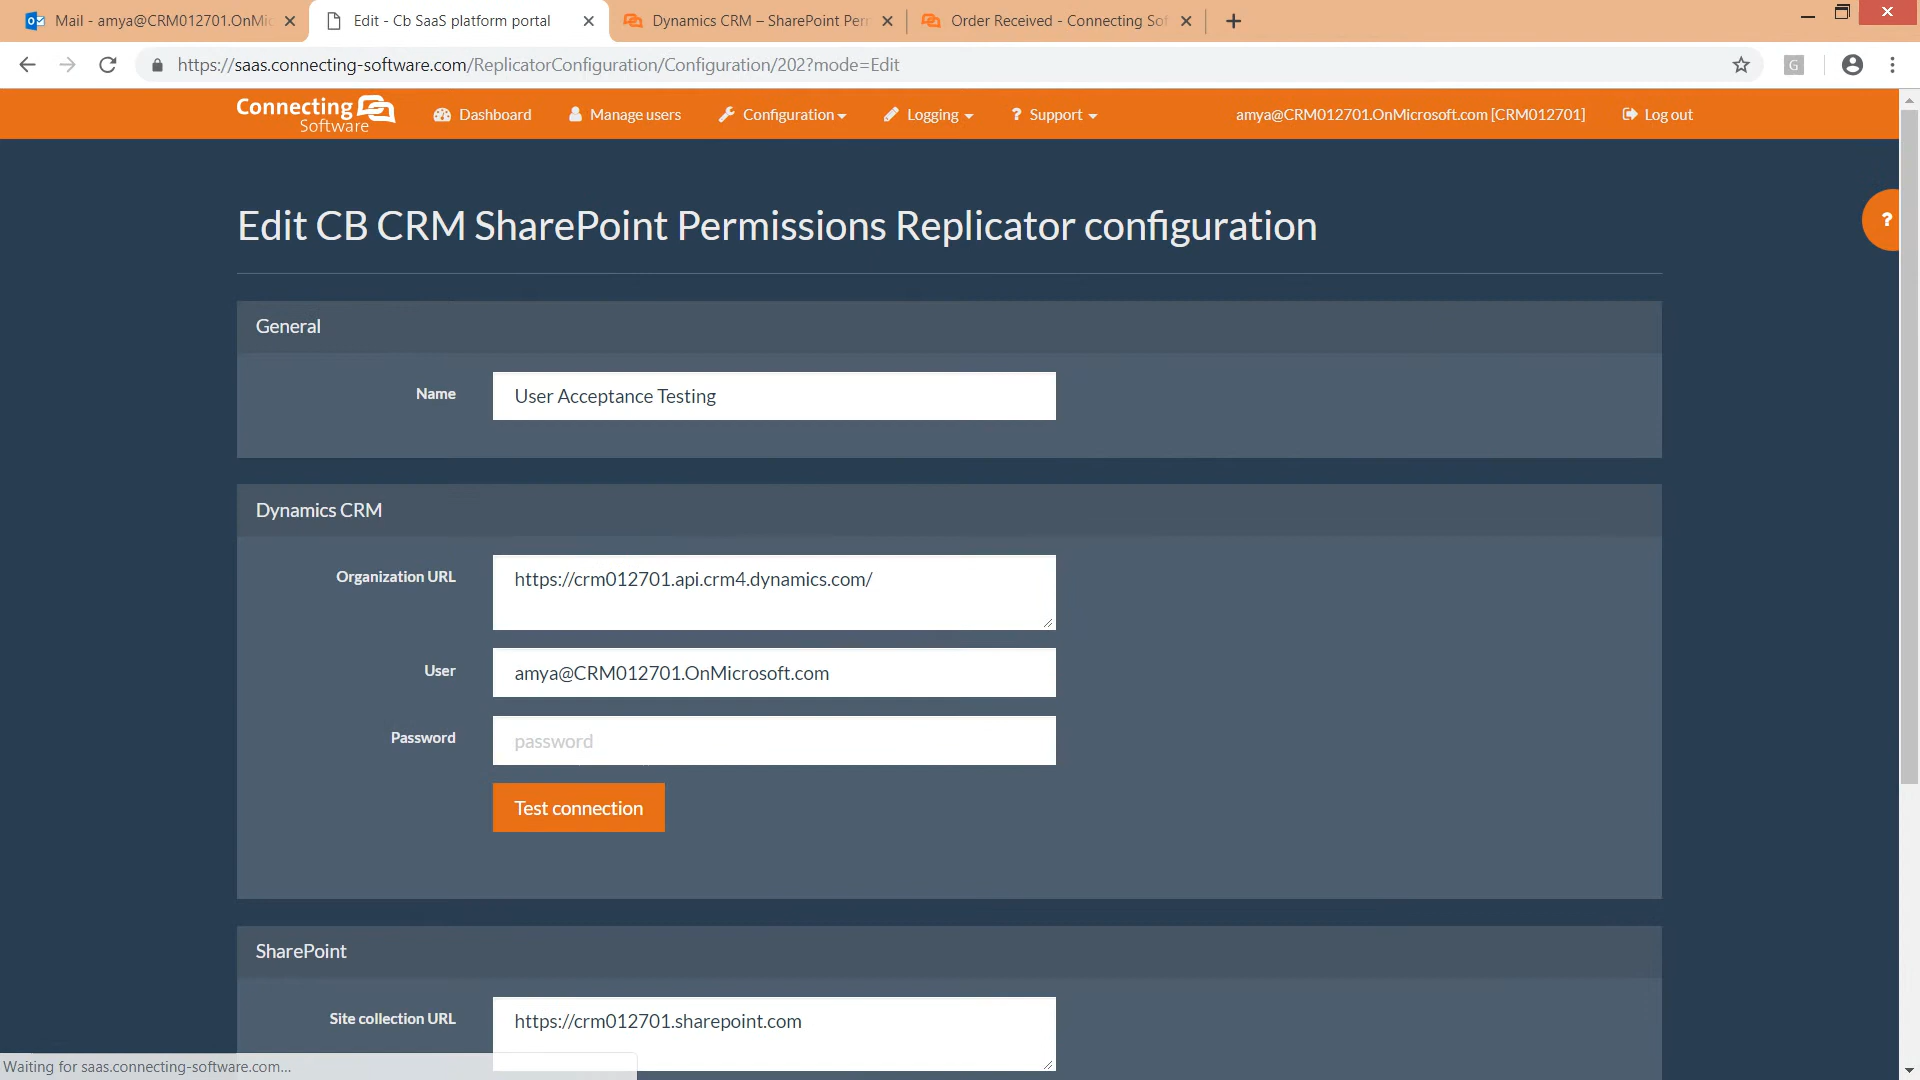 Mail - amya@CRM012701.OnMic
Edit - Cb SaaS platform portal
Dynamics CRM – SharePoint Per
Order Received - Connecting Sof
https://saas.connecting-software.com/ReplicatorConfiguration/Configuration/202?mode=Edit
G
Connecting
Software
Dashboard
Manage users
Configuration
Logging
? Support
amya@CRM012701.OnMicrosoft.com [CRM012701]
Log out
Edit CB CRM SharePoint Permissions Replicator configuration
?
General
Name
User Acceptance Testing
Dynamics CRM
Organization URL
https://crm012701.api.crm4.dynamics.com/
User
amya@CRM012701.OnMicrosoft.com
Password
password
Test connection
SharePoint
Site collection URL
https://crm012701.sharepoint.com
Waiting for saas.connecting-software.com...